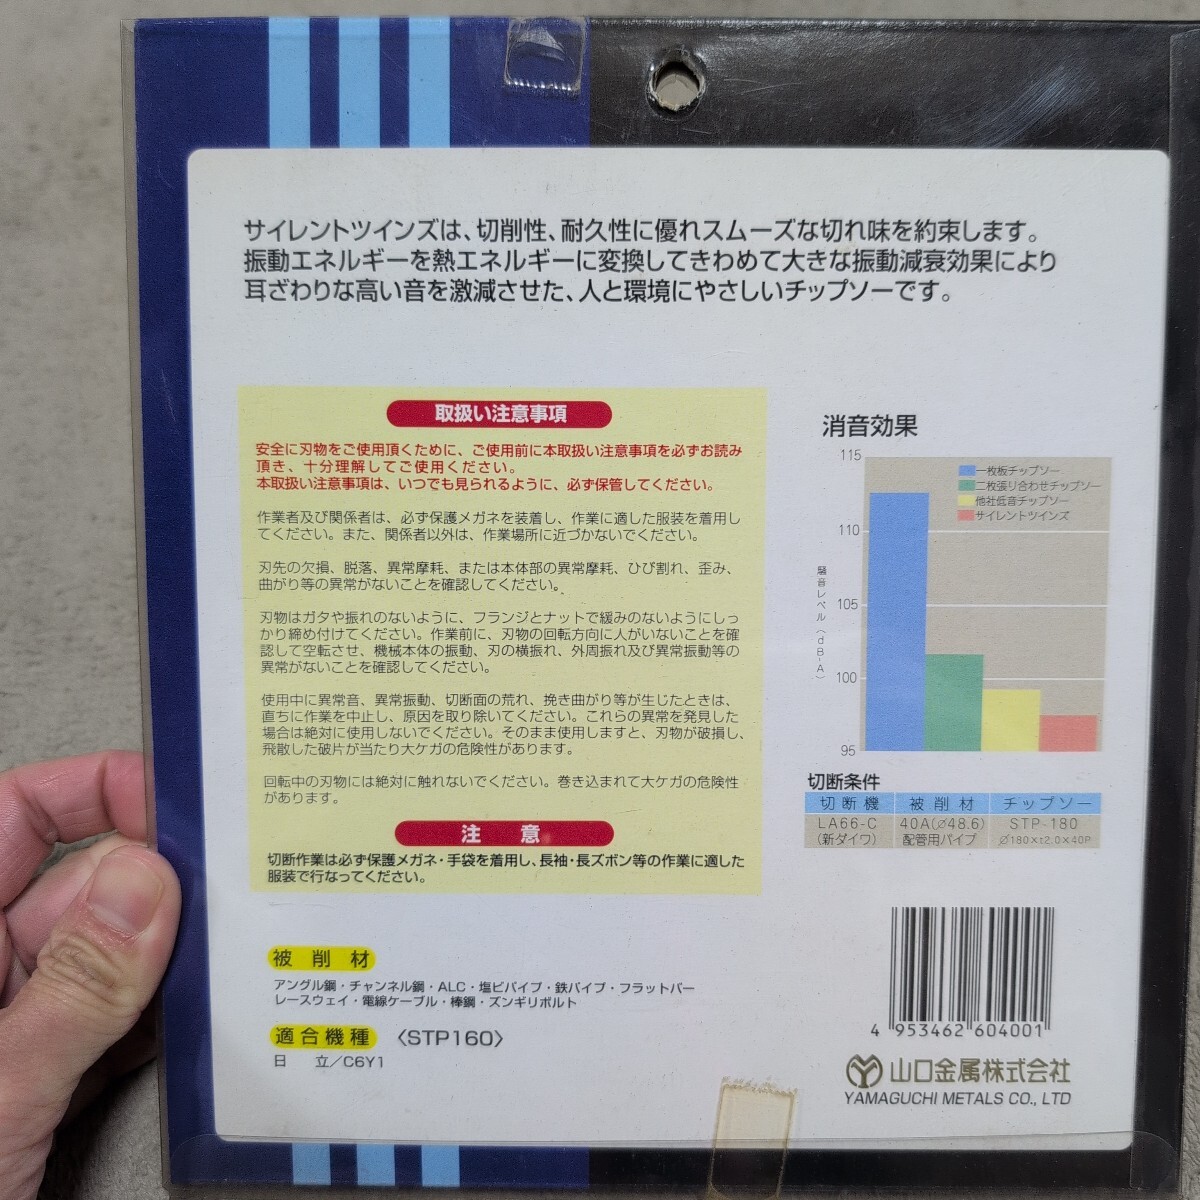 サイレントツインズは、切削性、耐久性に優れスムーズな切れ味を約束します。
振動エネルギーを熱エネルギーに変換してきわめて大きな振動減衰効果により
耳ざわりな高い音を激減させた、人と環境にやさしいチップソーです。
取扱い注意事項
安全に刃物をご使用頂くために、ご使用前に本取扱い注意事項を必ずお読み
頂き、十分理解してご使用ください。
本取扱い注意事項は、いつでも見られるように、必ず保管してください。
作業者及び関係者は、必ず保護メガネを装着し、作業に適した服装を着用し
てください。また、関係者以外は、作業場所に近づかないでください。
刃先の欠損、脱落、異常摩耗、または本体部の異常摩耗、ひび割れ、歪み、
曲がり等の異常がないことを確認してください。
刃物はガタや振れのないように、フランジとナットで緩みのないようにしっ
かり締め付けてください。作業前に、刃物の回転方向に人がいないことを確
認して空転させ、機械本体の振動、刃の横振れ、外周振れ及び異常振動等の
異常がないことを確認してください。
使用中に異常音、異常振動、切断面の荒れ、挽き曲がり等が生じたときは、
直ちに作業を中止し、原因を取り除いてください。これらの異常を発見した
場合は絶対に使用しないでください。そのまま使用しますと、刃物が破損し、
飛散した破片が当たり大ケガの危険性があります。
回転中の刃物には絶対に触れないでください。巻き込まれて大ケガの危険性
があります。
注 意
切断作業は必ず保護メガネ・手袋を着用し、長袖・長ズボン等の作業に適した
服装で行なってください。
消音効果
115
110
105
100
95
騒音レベル(dB-A)
一枚板チップソー
二枚張り合わせチップソー
他社低音チップソー
サイレントツインズ
切断条件
切断機 被削材 チップソー
LA66-C 40A(∅48.6) STP-180
(新ダイワ) 配管用パイプ ∅180×t2.0×40P
被削材
アングル鋼・チャンネル鋼・ALC・塩ビパイプ・鉄パイプ・フラットバー
レースウェイ・電線ケーブル・棒鋼・ズンギリボルト
適合機種 〈STP160〉
日 立/C6Y1
4 953462 604001
山口金属株式会社
YAMAGUCHI METALS CO., LTD